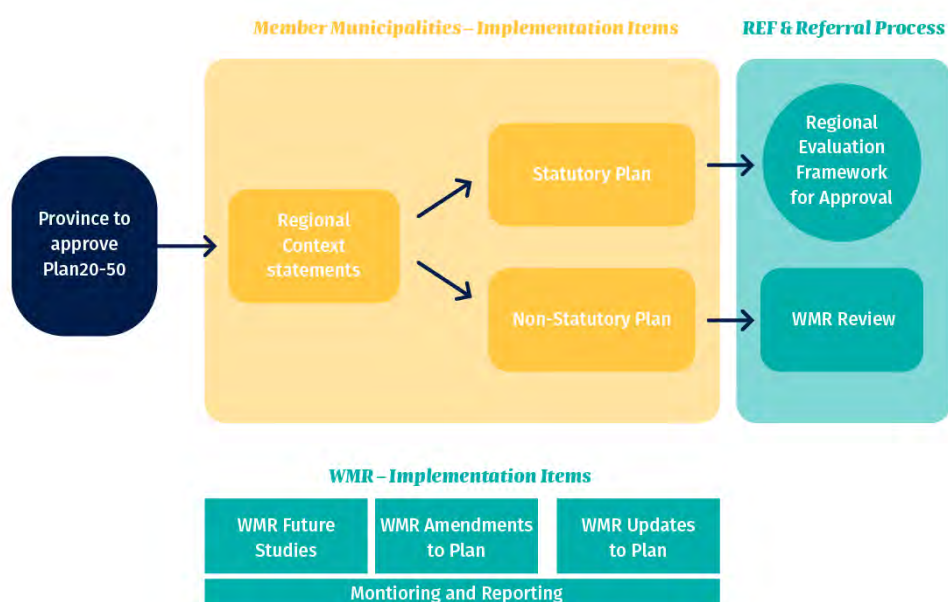 Member Municipalities – Implementation Items
REF & Referral Process
Province to
approve
Plan20-50
Regional
Context
statements
Statutory Plan
Non-Statutory Plan
Regional
Evaluation
Framework
for Approval
WMR Review
WMR – Implementation Items
WMR Future
Studies
WMR Amendments
to Plan
WMR Updates
to Plan
Montioring and Reporting